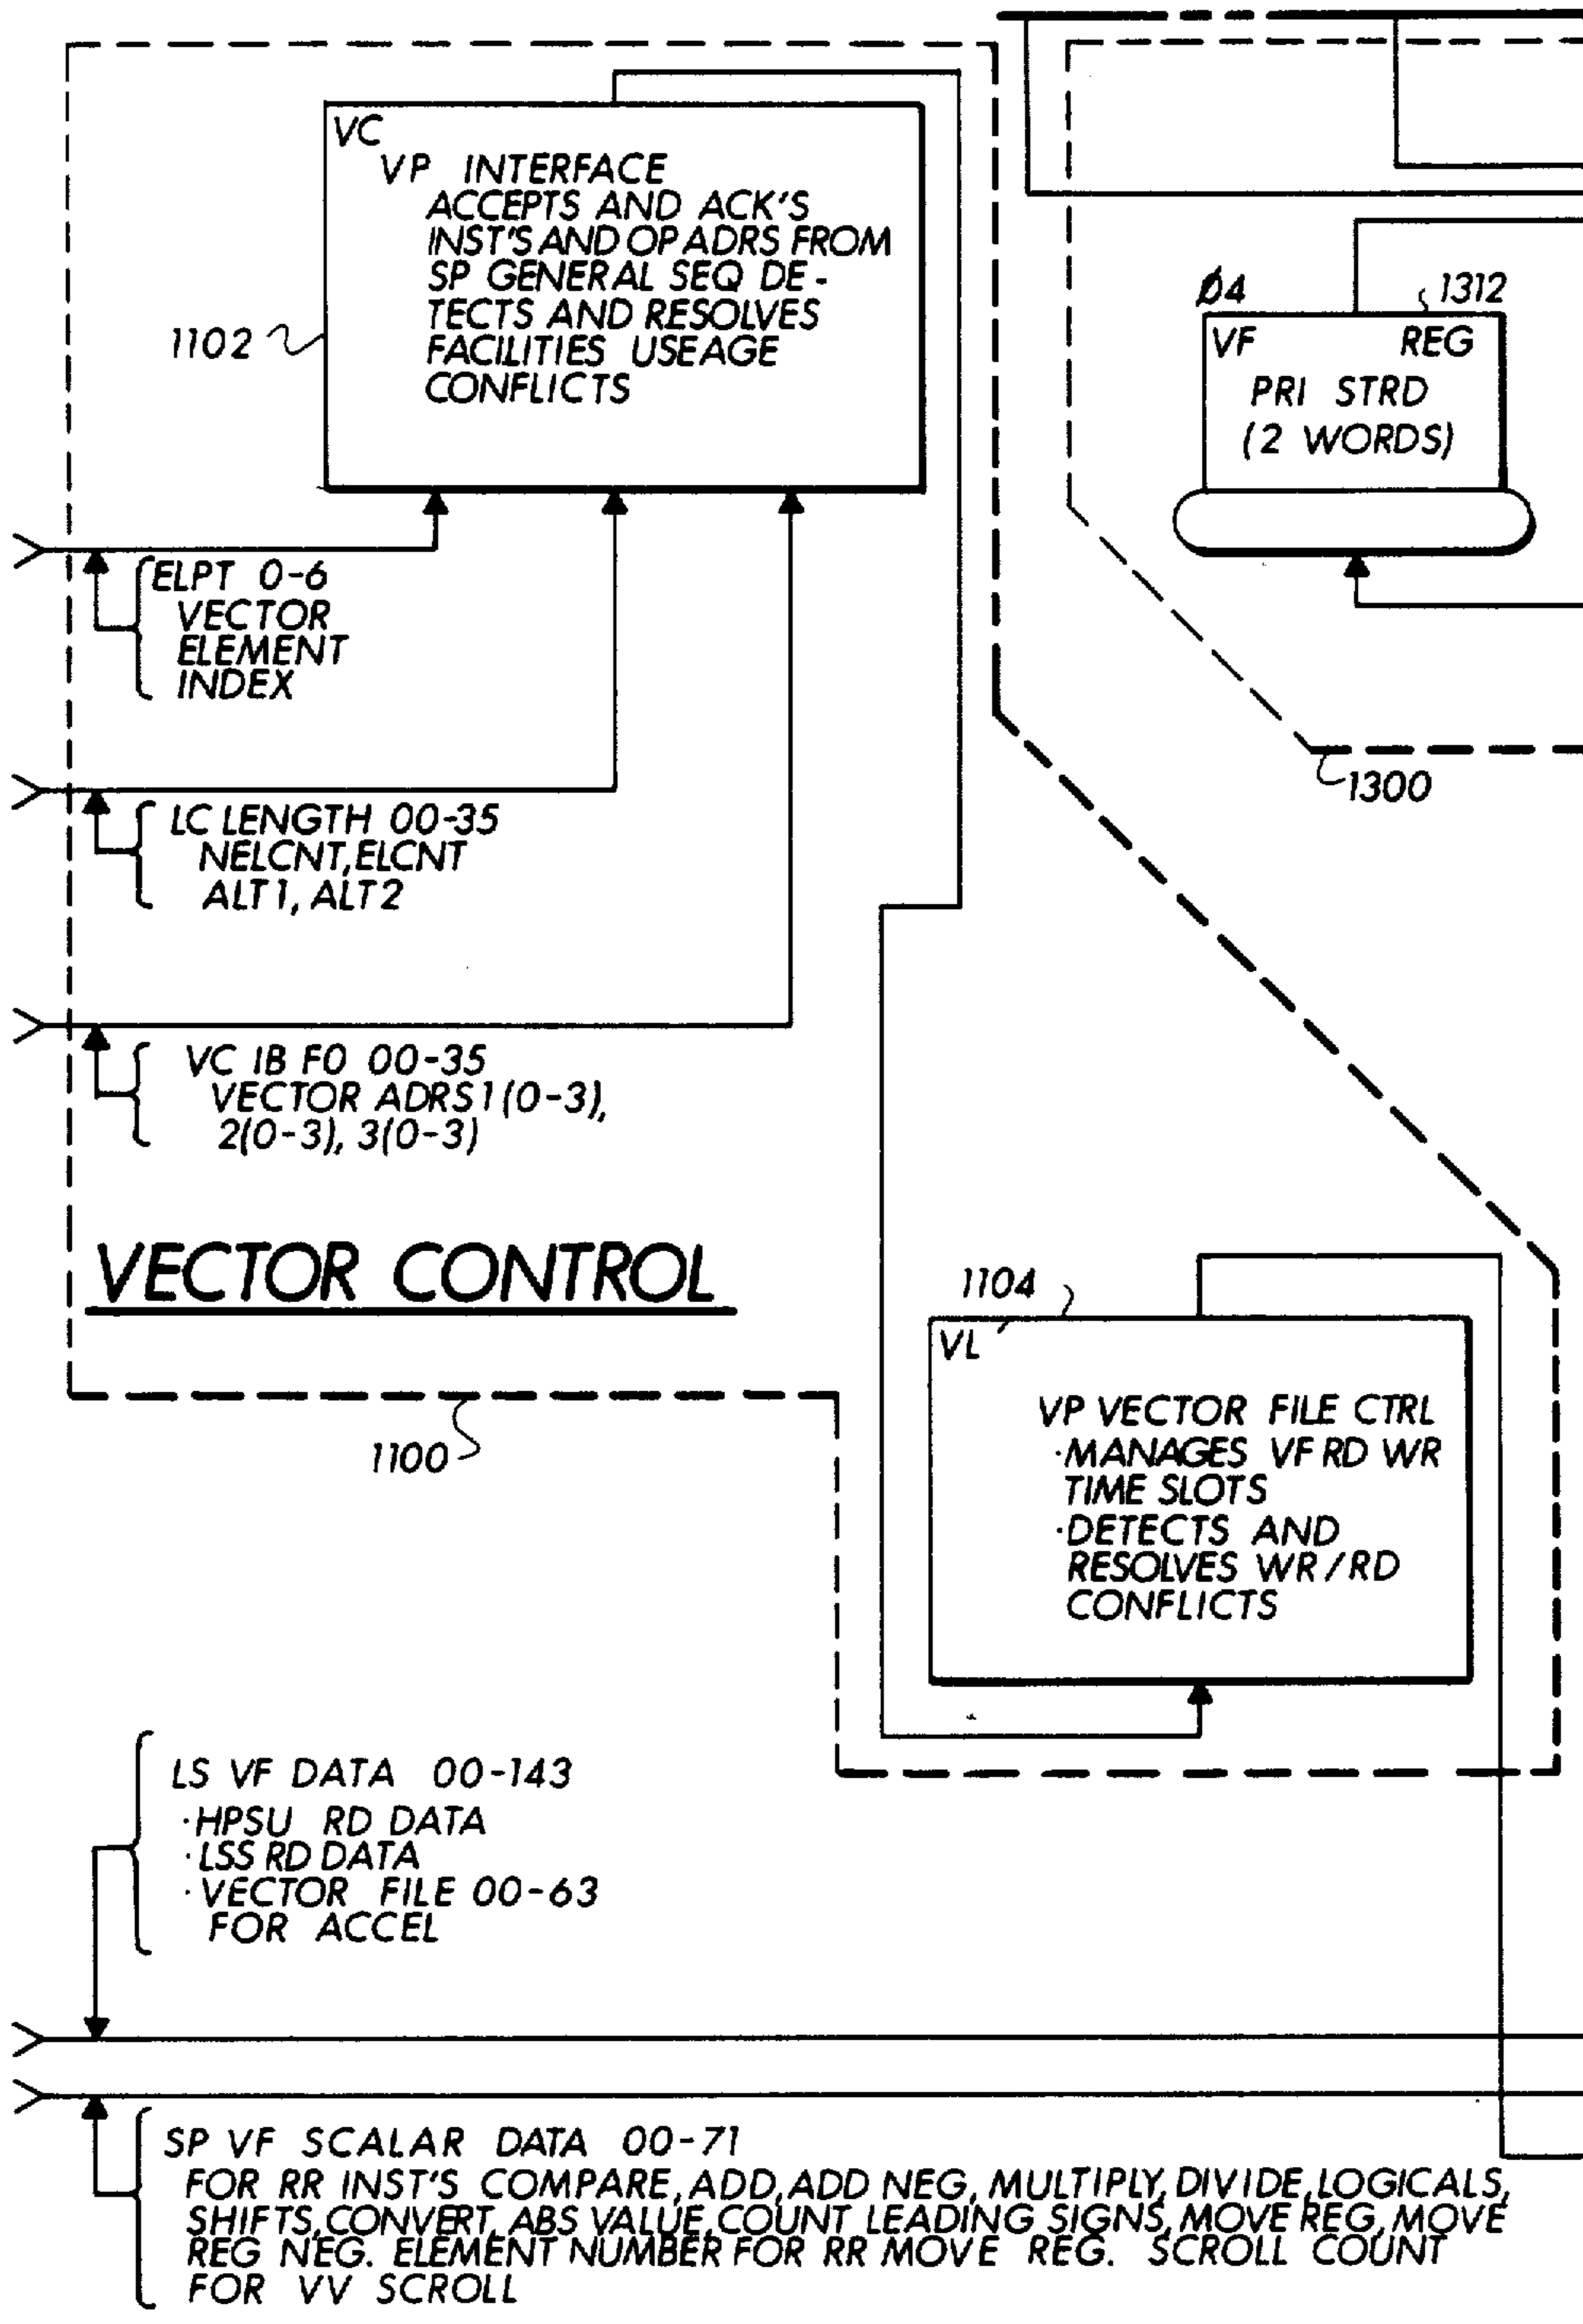 VC
VP INTERFACE
ACCEPTS AND ACK'S
INST'S AND OP ADRS FROM
SP GENERAL SEQ DE-
TECTS AND RESOLVES
FACILITIES USEAGE
CONFLICTS
1102
Ø4
1312
VF REG
PRI STRD
(2 WORDS)
ELPT 0-6
VECTOR
ELEMENT
INDEX
1300
LC LENGTH 00-35
NELCNT, ELCNT
ALT1, ALT2
VC IB FO 00-35
VECTOR ADRS1(0-3),
2(0-3), 3(0-3)
VECTOR CONTROL
1100
1104
VL
VP VECTOR FILE CTRL
·MANAGES VF RD WR
TIME SLOTS
·DETECTS AND
RESOLVES WR/RD
CONFLICTS
LS VF DATA 00-143
·HPSU RD DATA
·LSS RD DATA
·VECTOR FILE 00-63
FOR ACCEL
SP VF SCALAR DATA 00-71
FOR RR INST'S COMPARE, ADD, ADD NEG, MULTIPLY, DIVIDE, LOGICALS,
SHIFTS, CONVERT, ABS VALUE, COUNT LEADING SIGNS, MOVE REG, MOVE
REG NEG. ELEMENT NUMBER FOR RR MOVE REG. SCROLL COUNT
FOR VV SCROLL